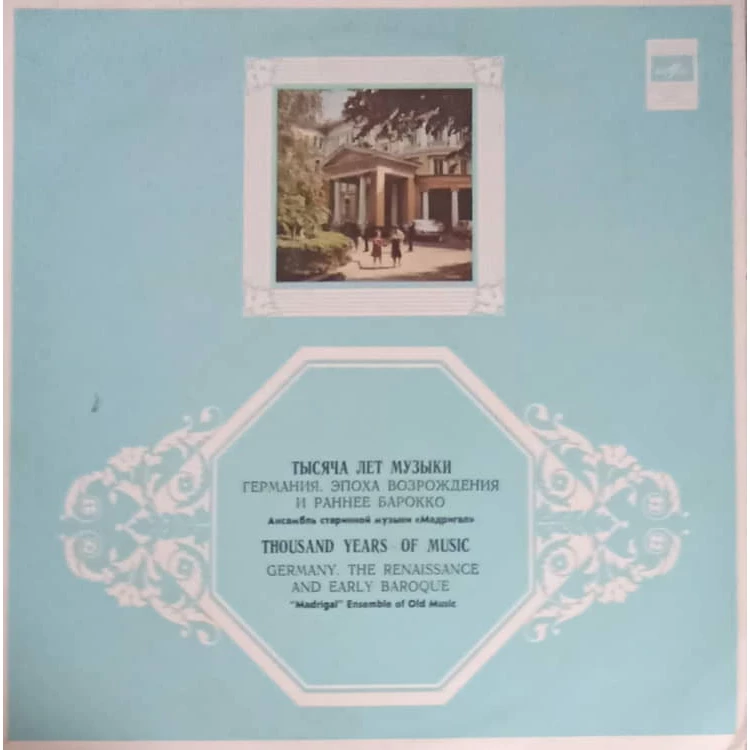 ТЫСЯЧА ЛЕТ МУЗЫКИ
ГЕРМАНИЯ. ЭПОХА ВОЗРОЖДЕНИЯ
И РАННЕЕ БАРОККО
Ансамбль старинной музыки «Мадригал»
THOUSAND YEARS OF MUSIC
GERMANY. THE RENAISSANCE
AND EARLY BAROQUE
"Madrigal" Ensemble of Old Music